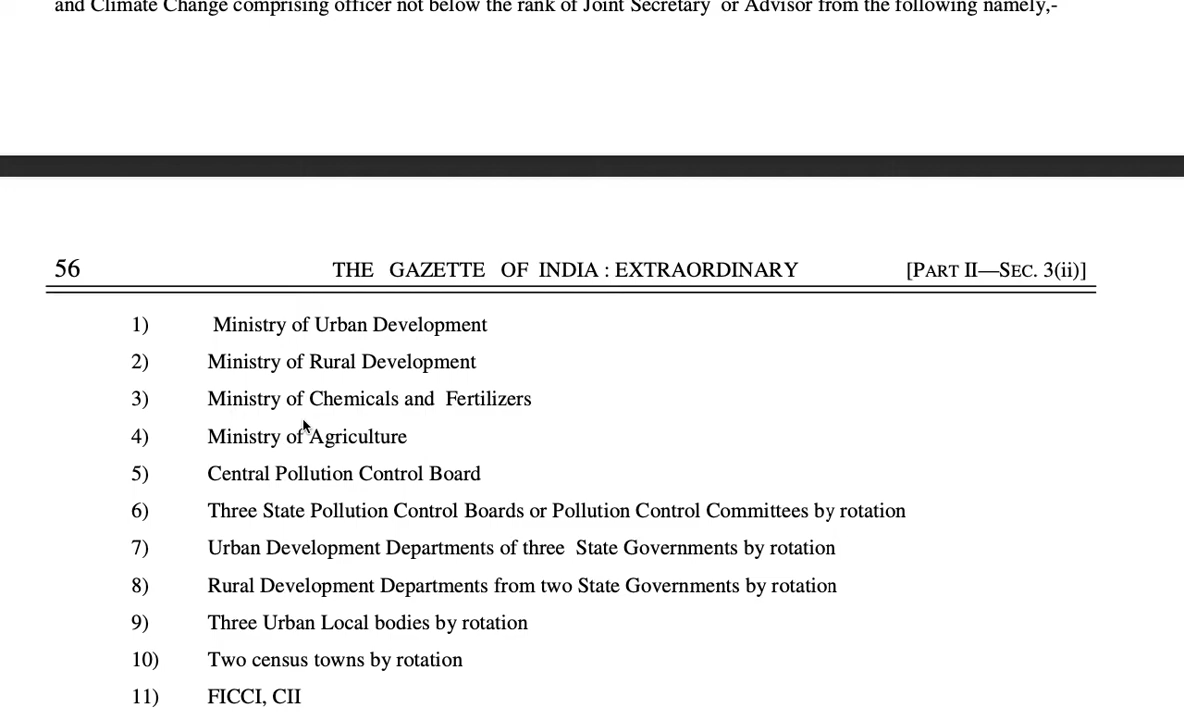 and Climate Change comprising officer not below the rank of Joint Secretary or Advisor from the following namely,-
56 THE GAZETTE OF INDIA : EXTRAORDINARY [PART II—SEC. 3(ii)]
1) Ministry of Urban Development
2) Ministry of Rural Development
3) Ministry of Chemicals and Fertilizers
4) Ministry of Agriculture
5) Central Pollution Control Board
6) Three State Pollution Control Boards or Pollution Control Committees by rotation
7) Urban Development Departments of three State Governments by rotation
8) Rural Development Departments from two State Governments by rotation
9) Three Urban Local bodies by rotation
10) Two census towns by rotation
11) FICCI, CII